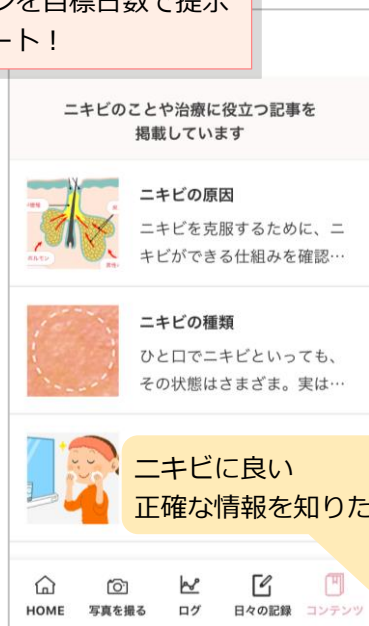 ンを目標日数で提示
ート！
ニキビのことや治療に役立つ記事を
掲載しています
ニキビの原因
ニキビを克服するために、ニ
キビができる仕組みを確認…
ニキビの種類
ひと口でニキビといっても、
その状態はさまざま。実は…
ニキビに良い
正確な情報を知りた
HOME 写真を撮る ログ 日々の記録 コンテンツ